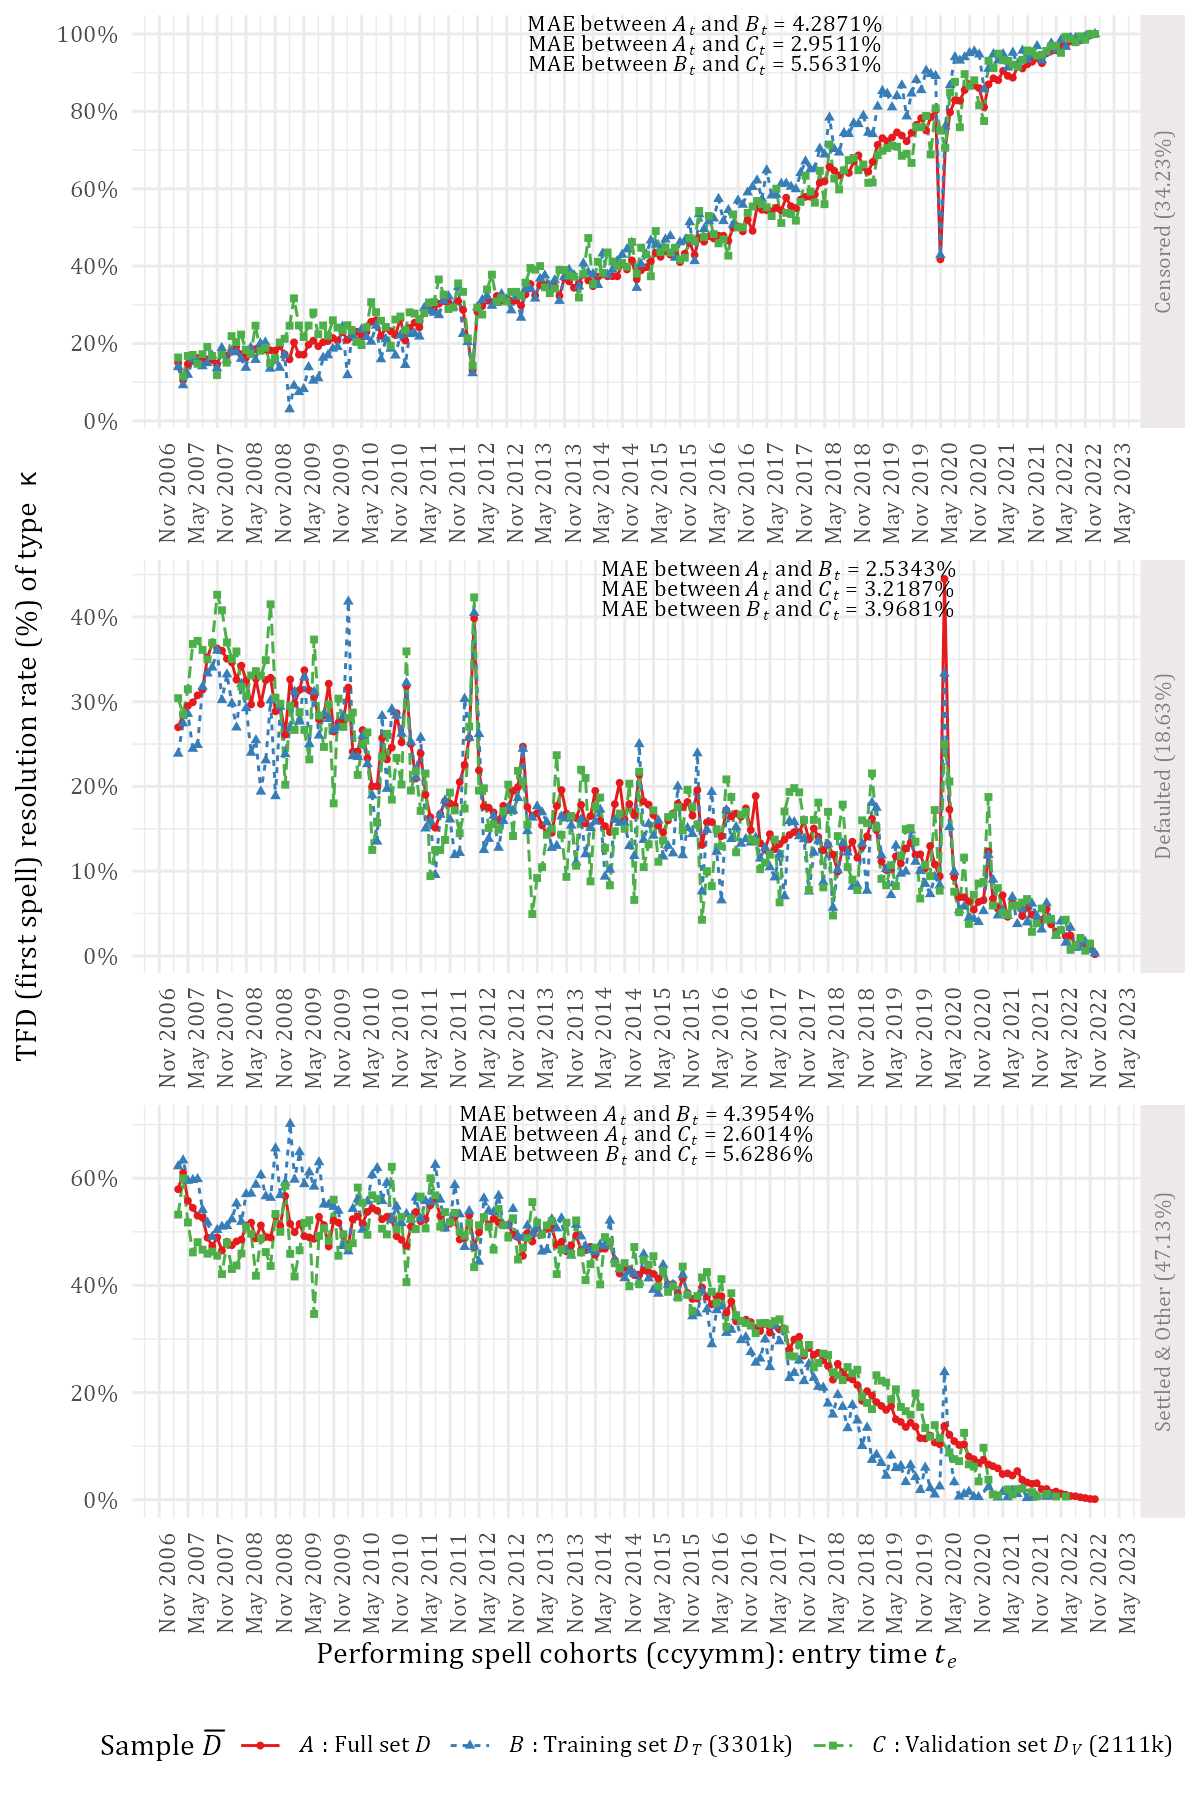 TFD (first spell) resolution rate (%) of type κ
MAE between A_t and B_t = 4.2871%
MAE between A_t and C_t = 2.9511%
MAE between B_t and C_t = 5.5631%
100%
80%
60%
40%
20%
0%
Censored (34.23%)
Nov 2006 May 2007 Nov 2007 May 2008 Nov 2008 May 2009 Nov 2009 May 2010 Nov 2010 May 2011 Nov 2011 May 2012 Nov 2012 May 2013 Nov 2013 May 2014 Nov 2014 May 2015 Nov 2015 May 2016 Nov 2016 May 2017 Nov 2017 May 2018 Nov 2018 May 2019 Nov 2019 May 2020 Nov 2020 May 2021 Nov 2021 May 2022 Nov 2022 May 2023
MAE between A_t and B_t = 2.5343%
MAE between A_t and C_t = 3.2187%
MAE between B_t and C_t = 3.9681%
40%
30%
20%
10%
0%
Defaulted (18.63%)
Nov 2006 May 2007 Nov 2007 May 2008 Nov 2008 May 2009 Nov 2009 May 2010 Nov 2010 May 2011 Nov 2011 May 2012 Nov 2012 May 2013 Nov 2013 May 2014 Nov 2014 May 2015 Nov 2015 May 2016 Nov 2016 May 2017 Nov 2017 May 2018 Nov 2018 May 2019 Nov 2019 May 2020 Nov 2020 May 2021 Nov 2021 May 2022 Nov 2022 May 2023
MAE between A_t and B_t = 4.3954%
MAE between A_t and C_t = 2.6014%
MAE between B_t and C_t = 5.6286%
60%
40%
20%
0%
Settled & Other (47.13%)
Nov 2006 May 2007 Nov 2007 May 2008 Nov 2008 May 2009 Nov 2009 May 2010 Nov 2010 May 2011 Nov 2011 May 2012 Nov 2012 May 2013 Nov 2013 May 2014 Nov 2014 May 2015 Nov 2015 May 2016 Nov 2016 May 2017 Nov 2017 May 2018 Nov 2018 May 2019 Nov 2019 May 2020 Nov 2020 May 2021 Nov 2021 May 2022 Nov 2022 May 2023
Performing spell cohorts (ccyymm): entry time t_e
Sample D̅ A : Full set D B : Training set D_T (3301k) C : Validation set D_V (2111k)